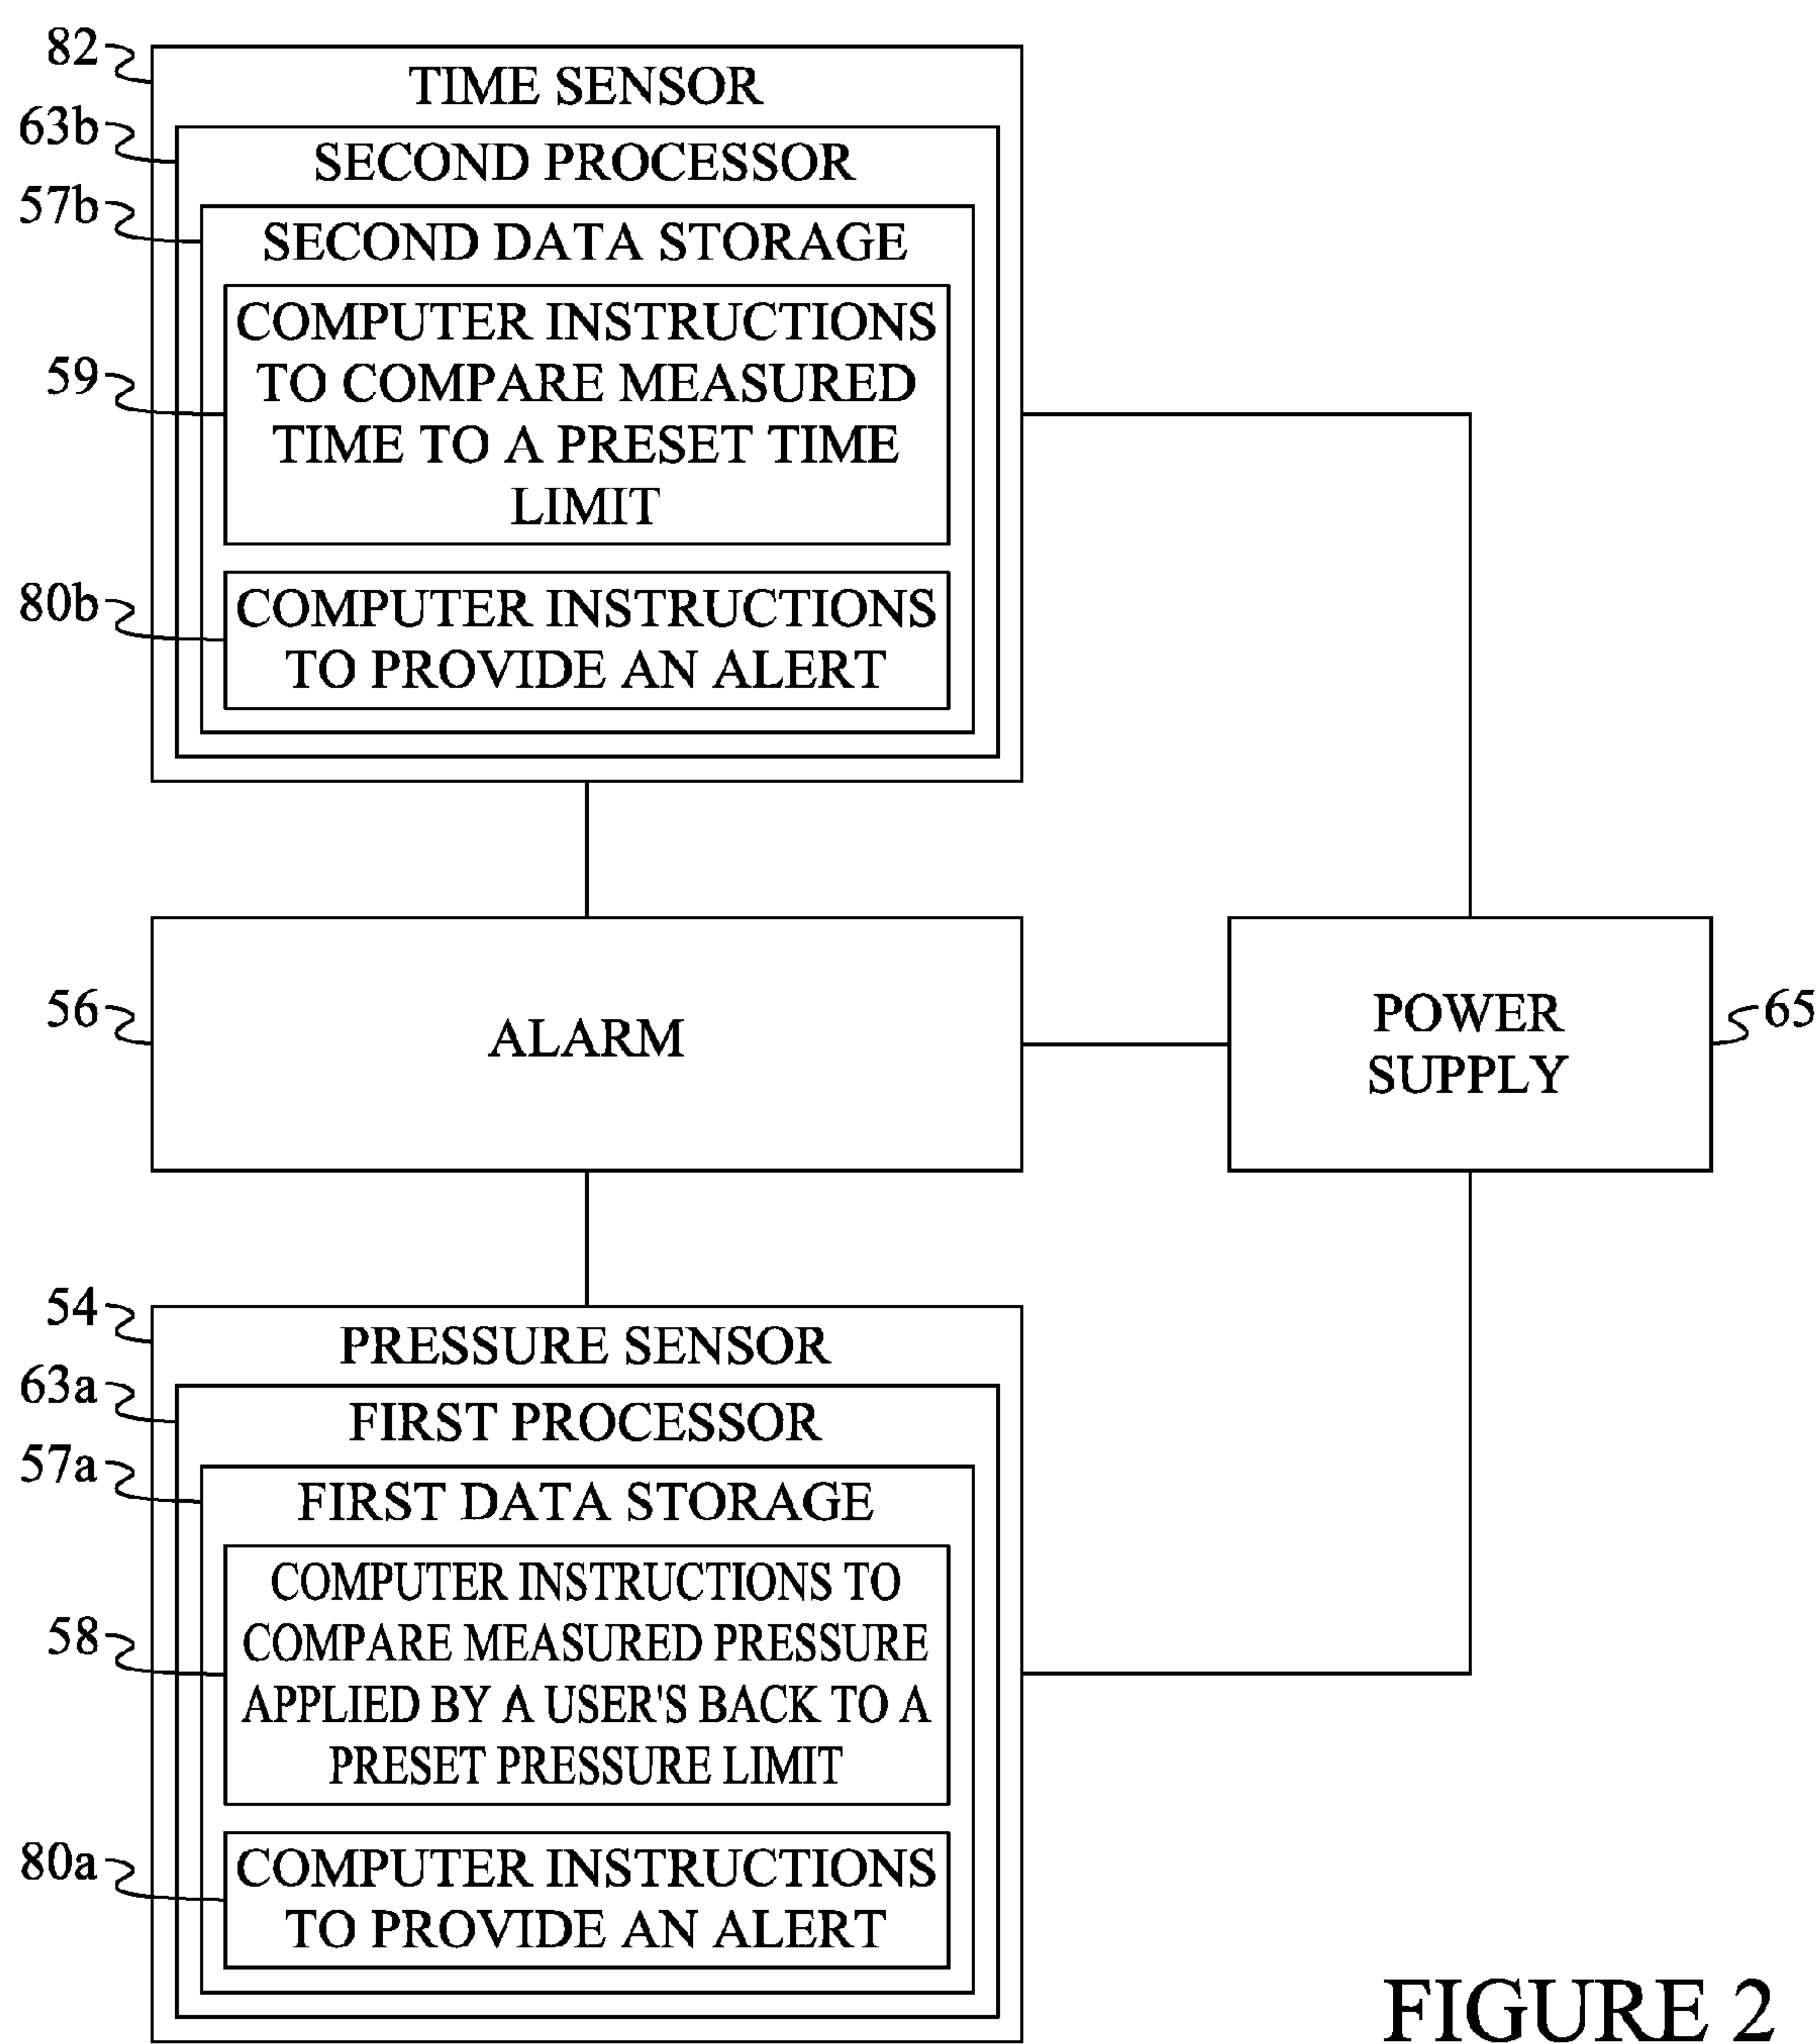 82
TIME SENSOR
63b
SECOND PROCESSOR
57b
SECOND DATA STORAGE
COMPUTER INSTRUCTIONS
TO COMPARE MEASURED
TIME TO A PRESET TIME
LIMIT
59
80b
COMPUTER INSTRUCTIONS
TO PROVIDE AN ALERT
56
ALARM
POWER
SUPPLY
65
54
PRESSURE SENSOR
63a
FIRST PROCESSOR
57a
FIRST DATA STORAGE
COMPUTER INSTRUCTIONS TO
COMPARE MEASURED PRESSURE
APPLIED BY A USER'S BACK TO A
PRESET PRESSURE LIMIT
58
80a
COMPUTER INSTRUCTIONS
TO PROVIDE AN ALERT
FIGURE 2